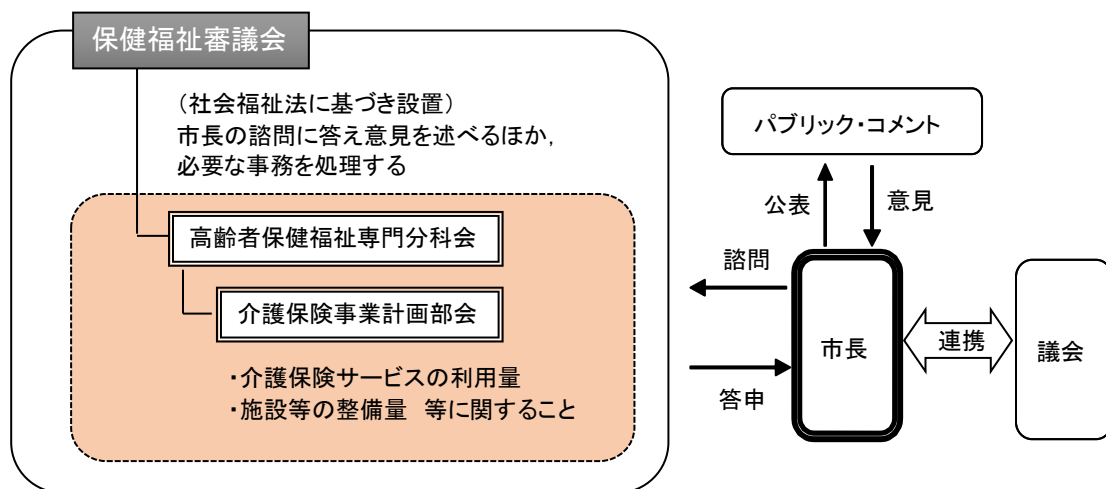 保健福祉審議会
（社会福祉法に基づき設置）
市長の諮問に答え意見を述べるほか，
必要な事務を処理する
高齢者保健福祉専門分科会
介護保険事業計画部会
・介護保険サービスの利用量
・施設等の整備量　等に関すること
パブリック・コメント
公表
意見
諮問
答申
市長
連携
議会